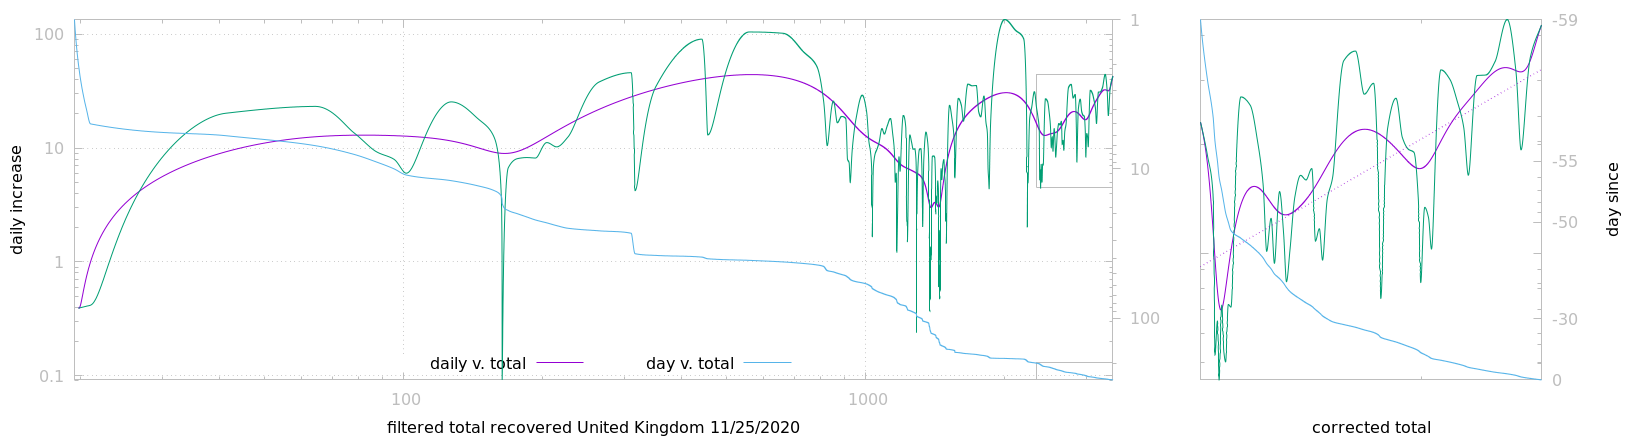 100
10
1
0.1
daily increase
100
1000
filtered total recovered United Kingdom 11/25/2020
daily v. total
day v. total
1
10
100
-59
-55
-50
-30
0
day since
corrected total